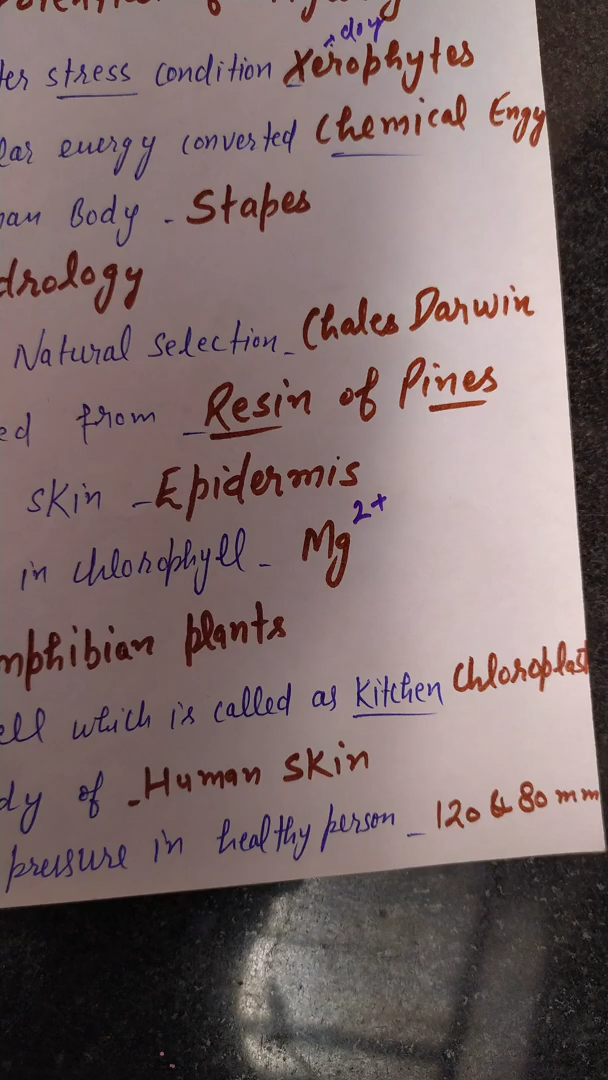 ter stress condition Xerophytes
dry
lar energy converted Chemical Engy
man Body - Stapes
drology
Natural selection - Chales Darwin
ed from - Resin of Pines
skin - Epidermis
in chlorophyll - Mg2+
mphibian plants
ell which is called as Kitchen Chloroplast
dy of - Human skin
pressure in healthy person - 120 & 80 mm